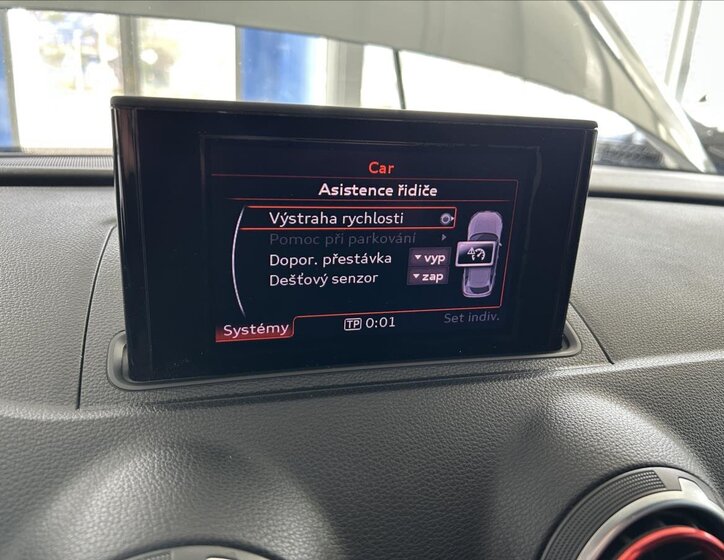 Car
Asistence řidiče
Výstraha rychlosti
Pomoc při parkování
Dopor. přestávka vyp
Dešťový senzor zap
Systémy TP 0:01 Set indiv.